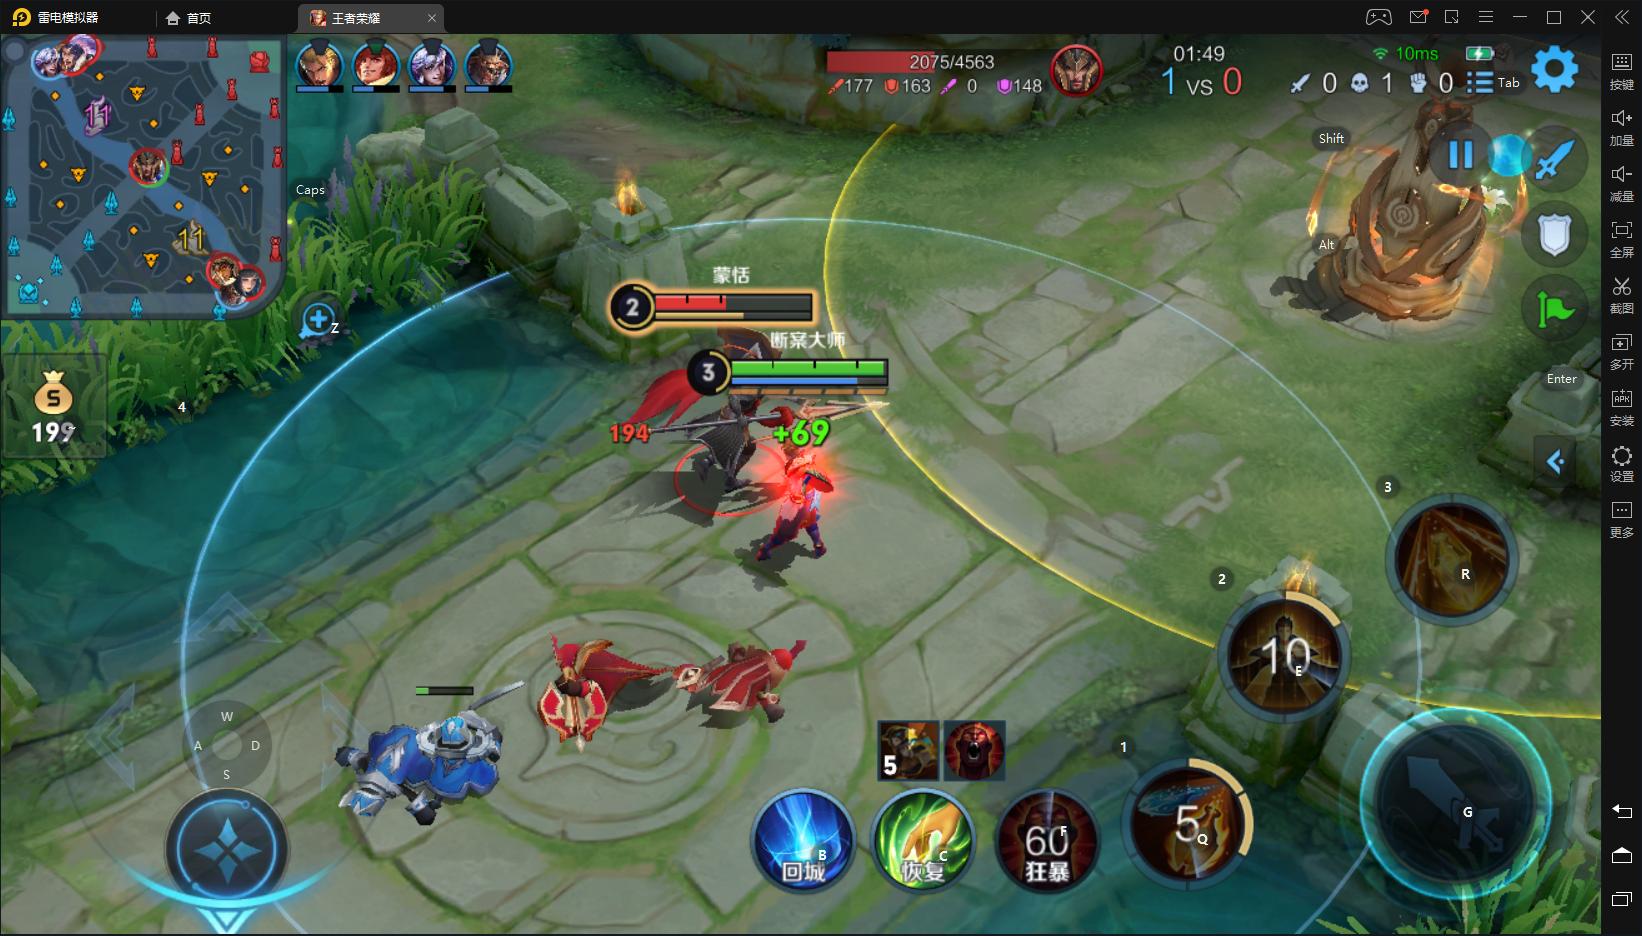 雷电模拟器
首页
王者荣耀
2075/4563
177 163 0 148
01:49
1 VS 0
10ms
0 1 0
Tab
按键
加量
减量
全屏
截图
多开
安装
设置
更多
APK
Shift
Caps
Alt
11
11
Z
蒙恬
2
断案大师
3
Enter
S
199
4
194
+69
3
R
2
10
E
W
A D
S
5
1
G
B
回城
C
恢复
60
F
狂暴
5
Q